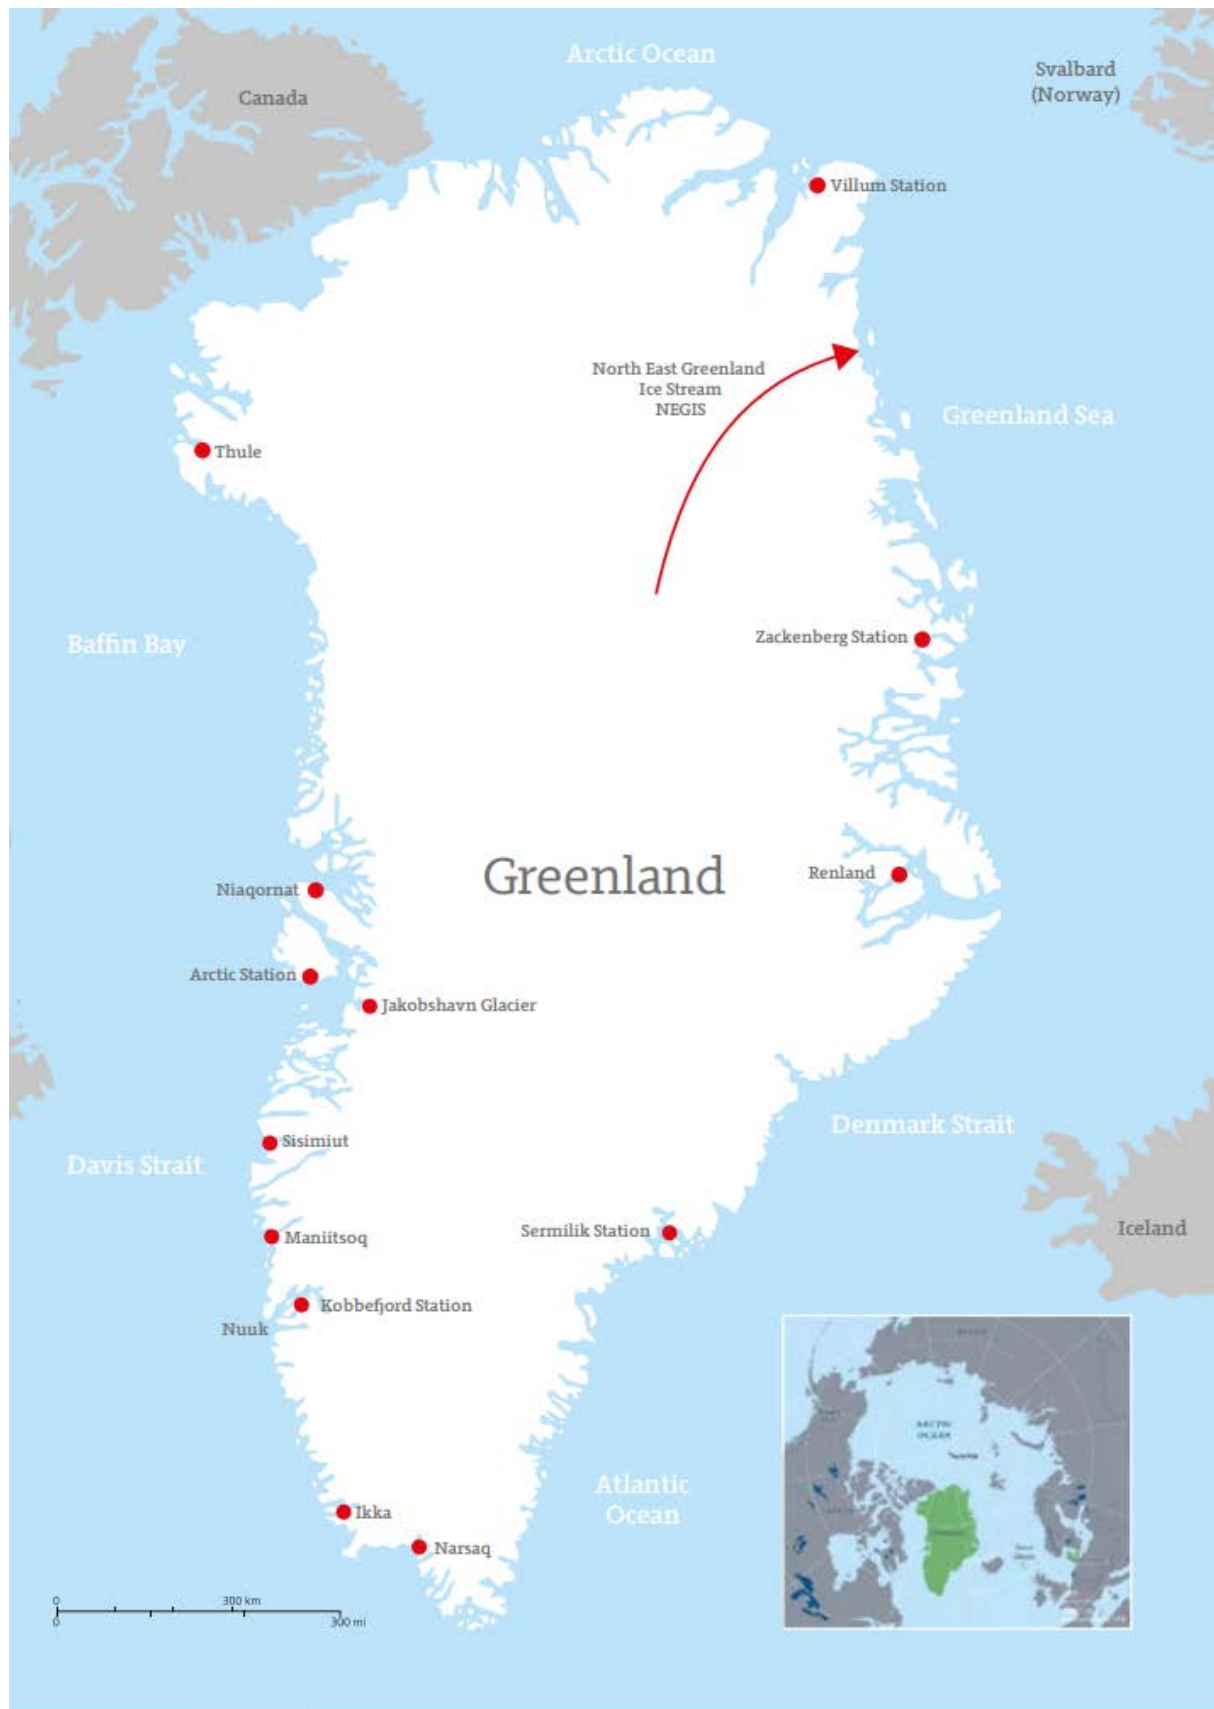 Arctic Ocean
Svalbard
(Norway)
Canada
Villum Station
North East Greenland
Ice Stream
NEGIS
Greenland Sea
Thule
Zackenberg Station
Baffin Bay
Greenland
Renland
Niaqornat
Arctic Station
Jakobshavn Glacier
Denmark Strait
Sisimiut
Davis Strait
Iceland
Sermilik Station
Maniitsoq
Kobbefjord Station
Nuuk
ARCTIC
OCEAN
Atlantic
Ocean
Ikka
Narsaq
0 300 km
0 300 mi